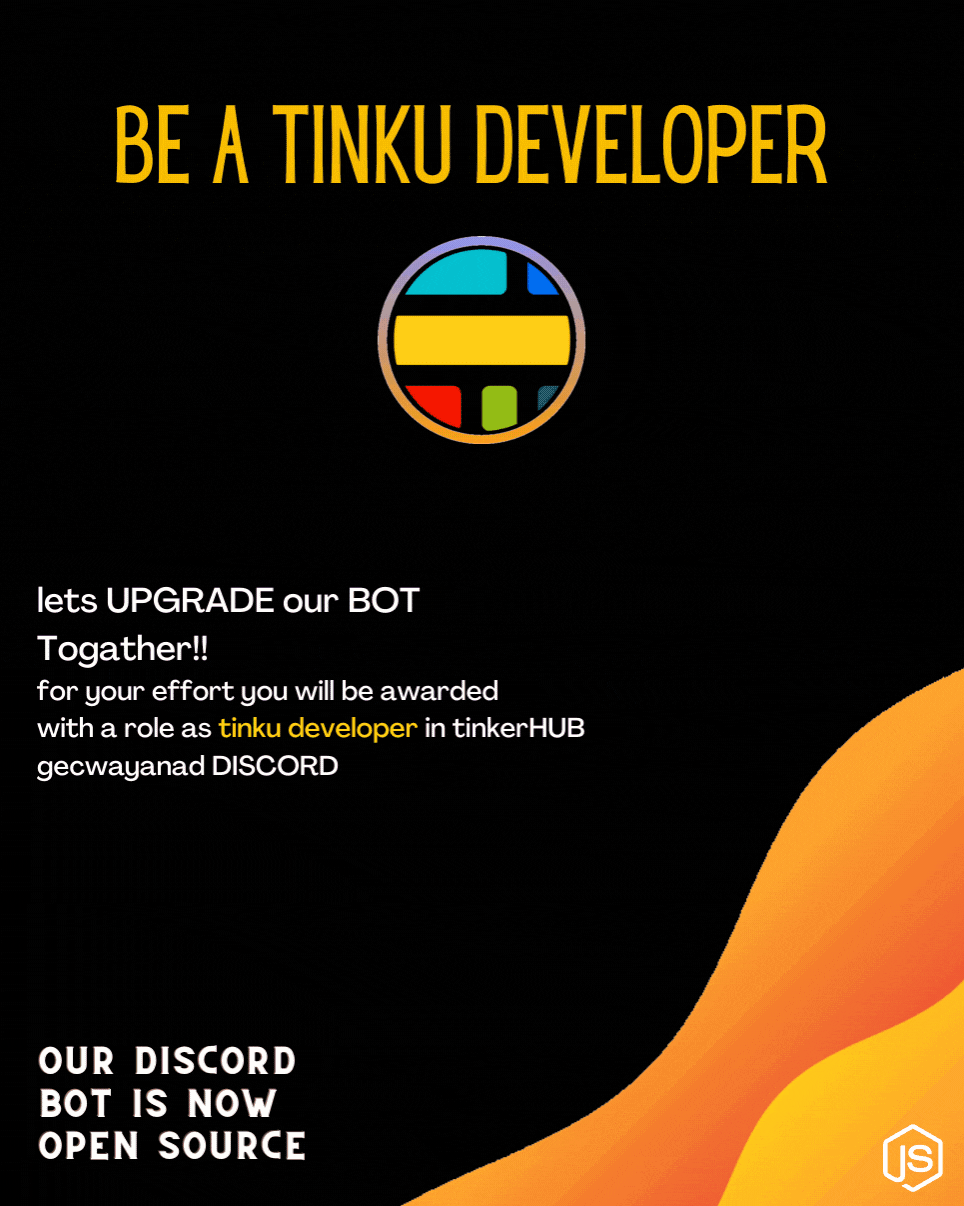 BE A TINKU DEVELOPER
lets UPGRADE our BOT
Togather!!
for your effort you will be awarded
with a role as tinku developer in tinkerHUB
gecwayanad DISCORD
OUR DISCORD
BOT IS NOW
OPEN SOURCE
JS